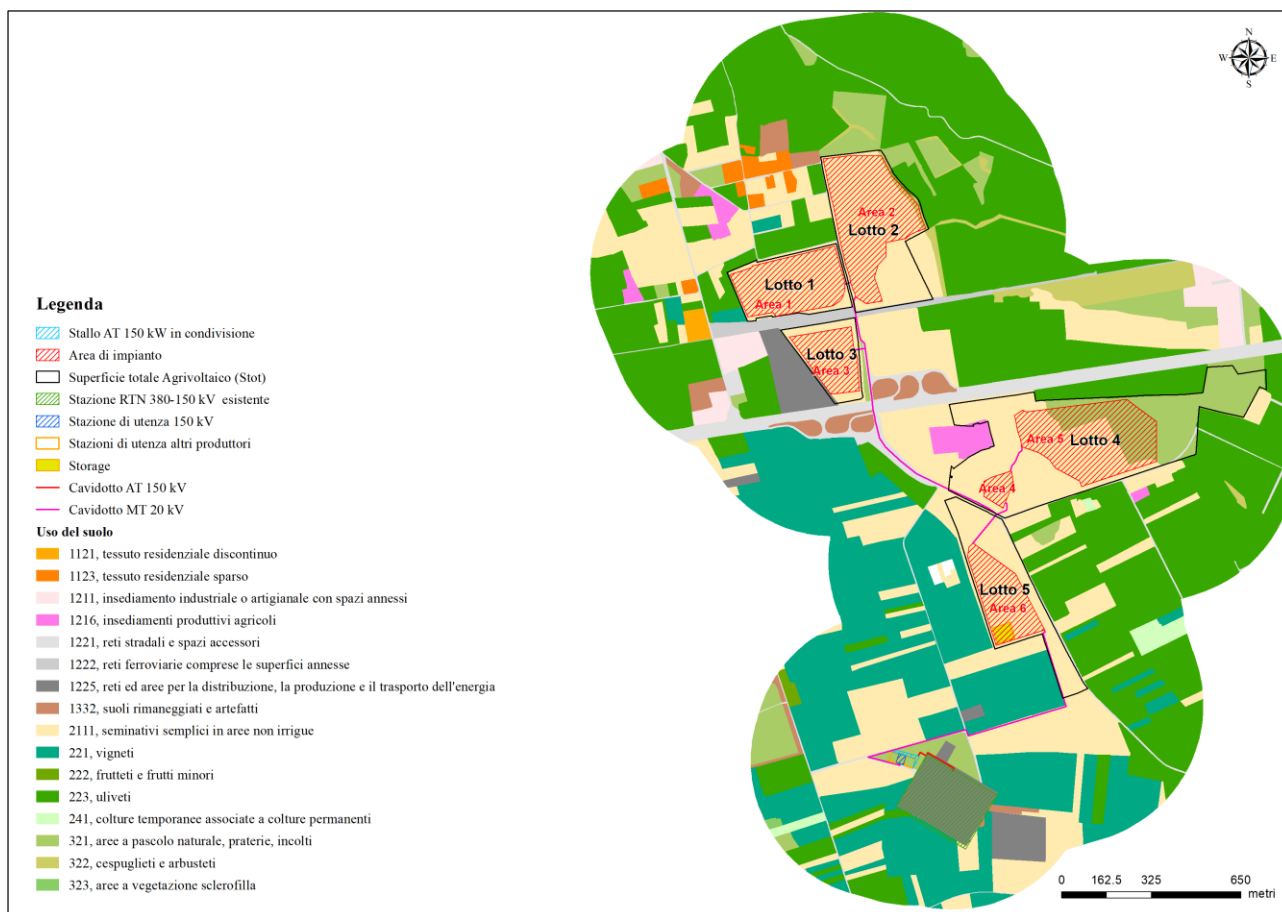 N
W E
S
Area 2
Lotto 2
Lotto 1
Area 1
Lotto 3
Area 3
Area 5 Lotto 4
Area 4
Lotto 5
Area 6
Legenda
Stallo AT 150 kW in condivisione
Area di impianto
Superficie totale Agrivoltaico (Stot)
Stazione RTN 380-150 kV esistente
Stazione di utenza 150 kV
Stazioni di utenza altri produttori
Storage
Cavidotto AT 150 kV
Cavidotto MT 20 kV
Uso del suolo
1121, tessuto residenziale discontinuo
1123, tessuto residenziale sparso
1211, insediamento industriale o artigianale con spazi annessi
1216, insediamenti produttivi agricoli
1221, reti stradali e spazi accessori
1222, reti ferroviarie comprese le superfici annesse
1225, reti ed aree per la distribuzione, la produzione e il trasporto dell'energia
1332, suoli rimaneggiati e artefatti
2111, seminativi semplici in aree non irrigue
221, vigneti
222, frutteti e frutti minori
223, uliveti
241, colture temporanee associate a colture permanenti
321, aree a pascolo naturale, praterie, incolti
322, cespuglieti e arbusteti
323, aree a vegetazione sclerofilla
0 162.5 325 650
metri